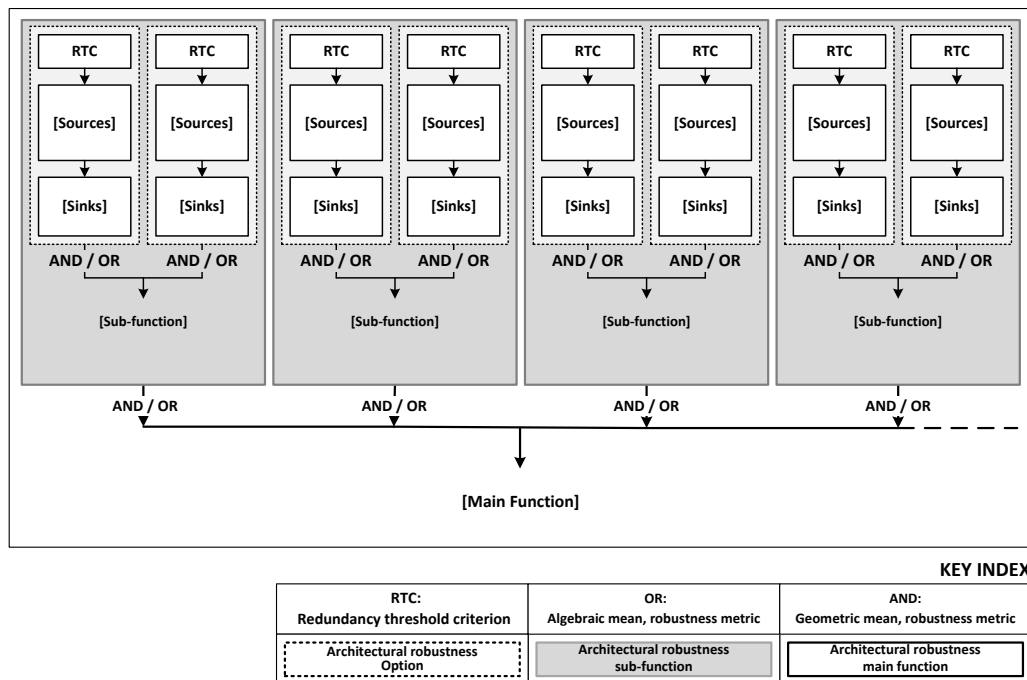 RTC RTC RTC RTC RTC RTC RTC RTC
[Sources] [Sources] [Sources] [Sources] [Sources] [Sources] [Sources] [Sources]
[Sinks] [Sinks] [Sinks] [Sinks] [Sinks] [Sinks] [Sinks] [Sinks]
AND / OR AND / OR AND / OR AND / OR AND / OR AND / OR AND / OR AND / OR
[Sub-function] [Sub-function] [Sub-function] [Sub-function]
AND / OR AND / OR AND / OR AND / OR
[Main Function]
KEY INDEX
RTC:
Redundancy threshold criterion
OR:
Algebraic mean, robustness metric
AND:
Geometric mean, robustness metric
Architectural robustness
Option
Architectural robustness
sub-function
Architectural robustness
main function